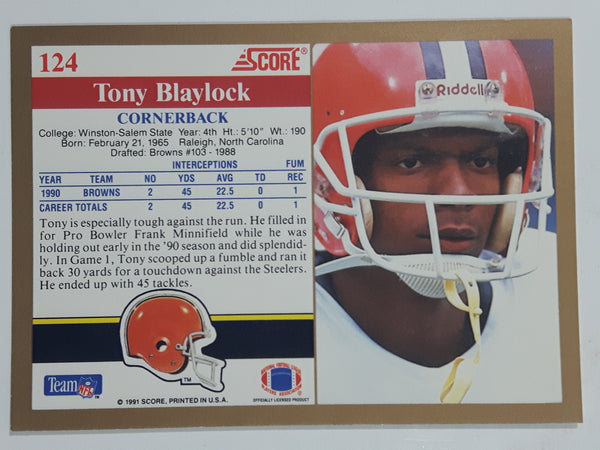 124
SCORE®
Tony Blaylock
CORNERBACK
College: Winston-Salem State Year: 4th Ht.: 5'10" Wt.: 190
Born: February 21, 1965 Raleigh, North Carolina
Drafted: Browns #103 - 1988
INTERCEPTIONS FUM
YEAR TEAM NO YDS AVG TD REC
1990 BROWNS 2 45 22.5 0 1
CAREER TOTALS 2 45 22.5 0 1
Tony is especially tough against the run. He filled in
for Pro Bowler Frank Minnifield while he was
holding out early in the '90 season and did splendid-
ly. In Game 1, Tony scooped up a fumble and ran it
back 30 yards for a touchdown against the Steelers.
He ended up with 45 tackles.
TM
Team NFL TM
© 1991 SCORE, PRINTED IN U.S.A.
OFFICIALLY LICENSED PRODUCT
Riddell